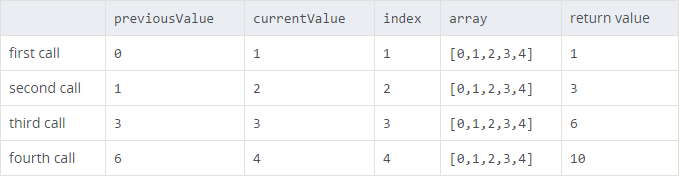 previousValue currentValue index array return value
first call 0 1 1 [0,1,2,3,4] 1
second call 1 2 2 [0,1,2,3,4] 3
third call 3 3 3 [0,1,2,3,4] 6
fourth call 6 4 4 [0,1,2,3,4] 10